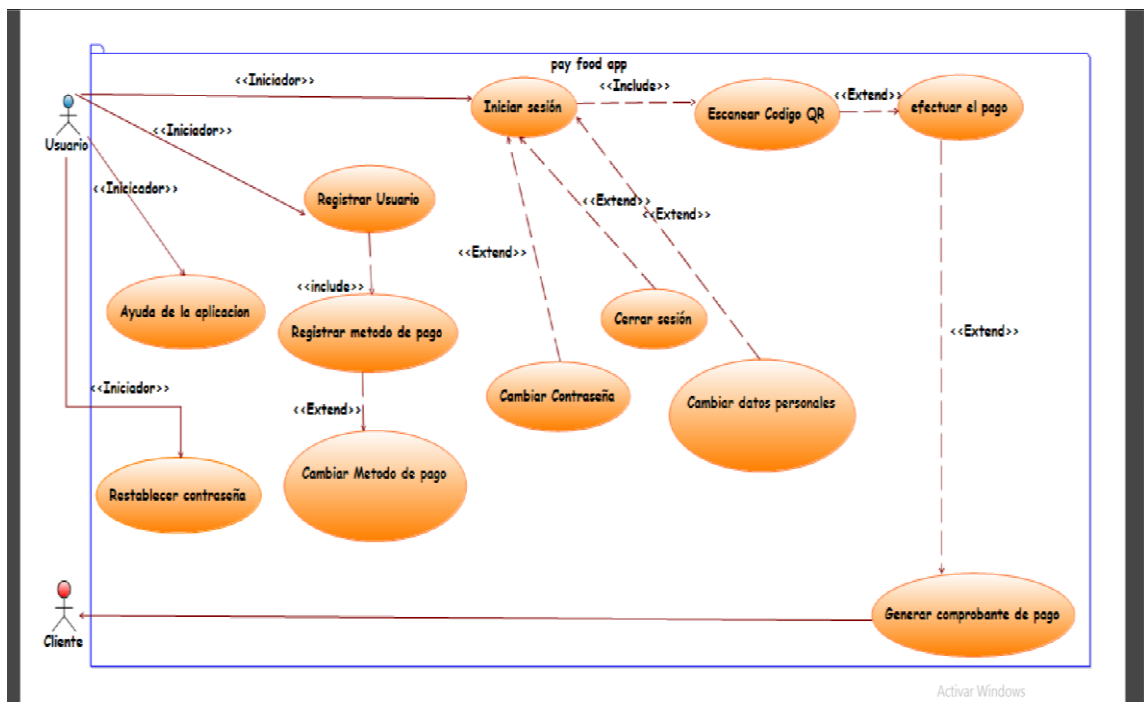 pay food app
<<Iniciador>>
<<Include>>
<<Extend>>
Iniciar sesión
Escanear Codigo QR
efectuar el pago
Usuario
<<Iniciador>>
<<Inicicador>>
Registrar Usuario
<<Extend>>
<<Extend>>
<<Extend>>
<<include>>
Ayuda de la aplicacion
Registrar metodo de pago
Cerrar sesión
<<Extend>>
<<Iniciador>>
Cambiar Contraseña
Cambiar datos personales
<<Extend>>
Cambiar Metodo de pago
Restablecer contraseña
Generar comprobante de pago
Cliente
Activar Windows